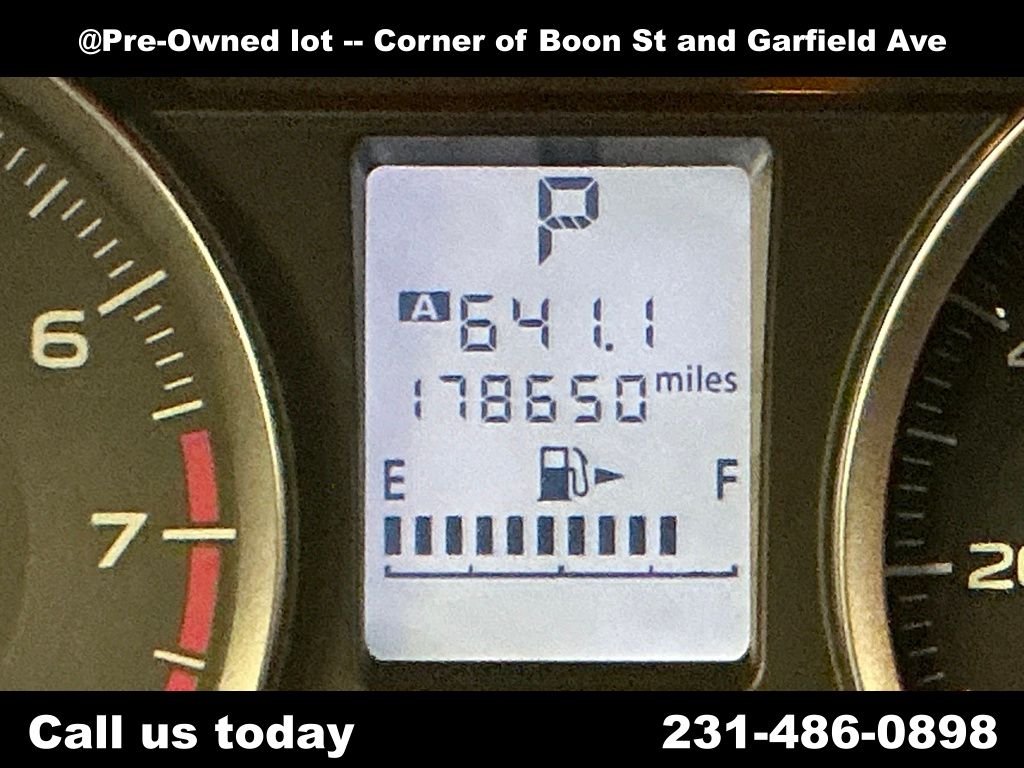 @Pre-Owned lot -- Corner of Boon St and Garfield Ave
P
A 641.1
178650 miles
E F
6
7
20
Call us today 231-486-0898